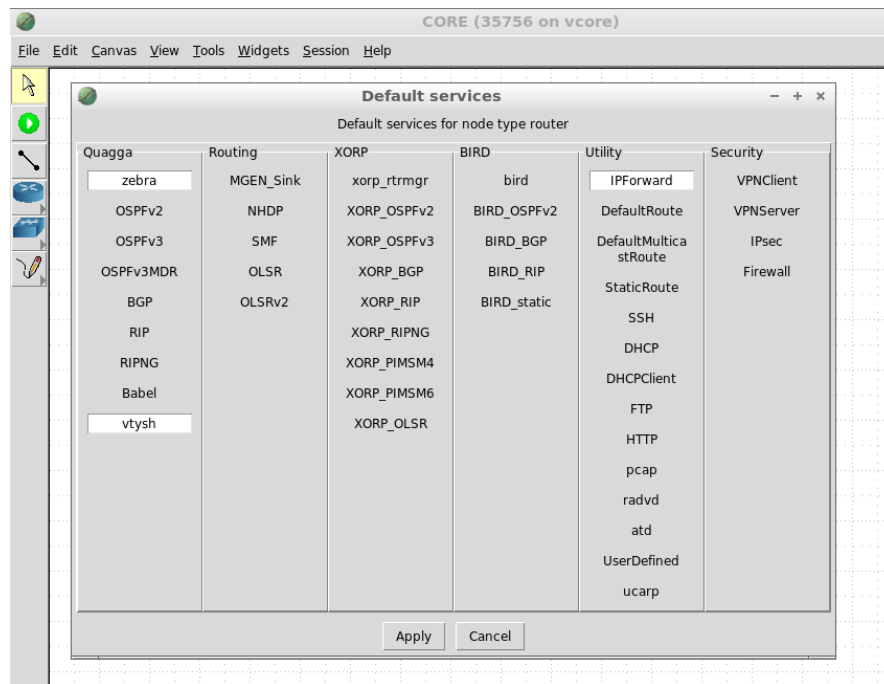 CORE (35756 on vcore)
File Edit Canvas View Tools Widgets Session Help
Default services
Default services for node type router
Quagga
zebra
OSPFv2
OSPFv3
OSPFv3MDR
BGP
RIP
RIPNG
Babel
vtysh
Routing
MGEN_Sink
NHDP
SMF
OLSR
OLSRv2
XORP
xorp_rtrmgr
XORP_OSPFv2
XORP_OSPFv3
XORP_BGP
XORP_RIP
XORP_RIPNG
XORP_PIMSM4
XORP_PIMSM6
XORP_OLSR
BIRD
bird
BIRD_OSPFv2
BIRD_BGP
BIRD_RIP
BIRD_static
Utility
IPForward
DefaultRoute
DefaultMultica
stRoute
StaticRoute
SSH
DHCP
DHCPClient
FTP
HTTP
pcap
radvd
atd
UserDefined
ucarp
Security
VPNClient
VPNServer
IPsec
Firewall
Apply Cancel